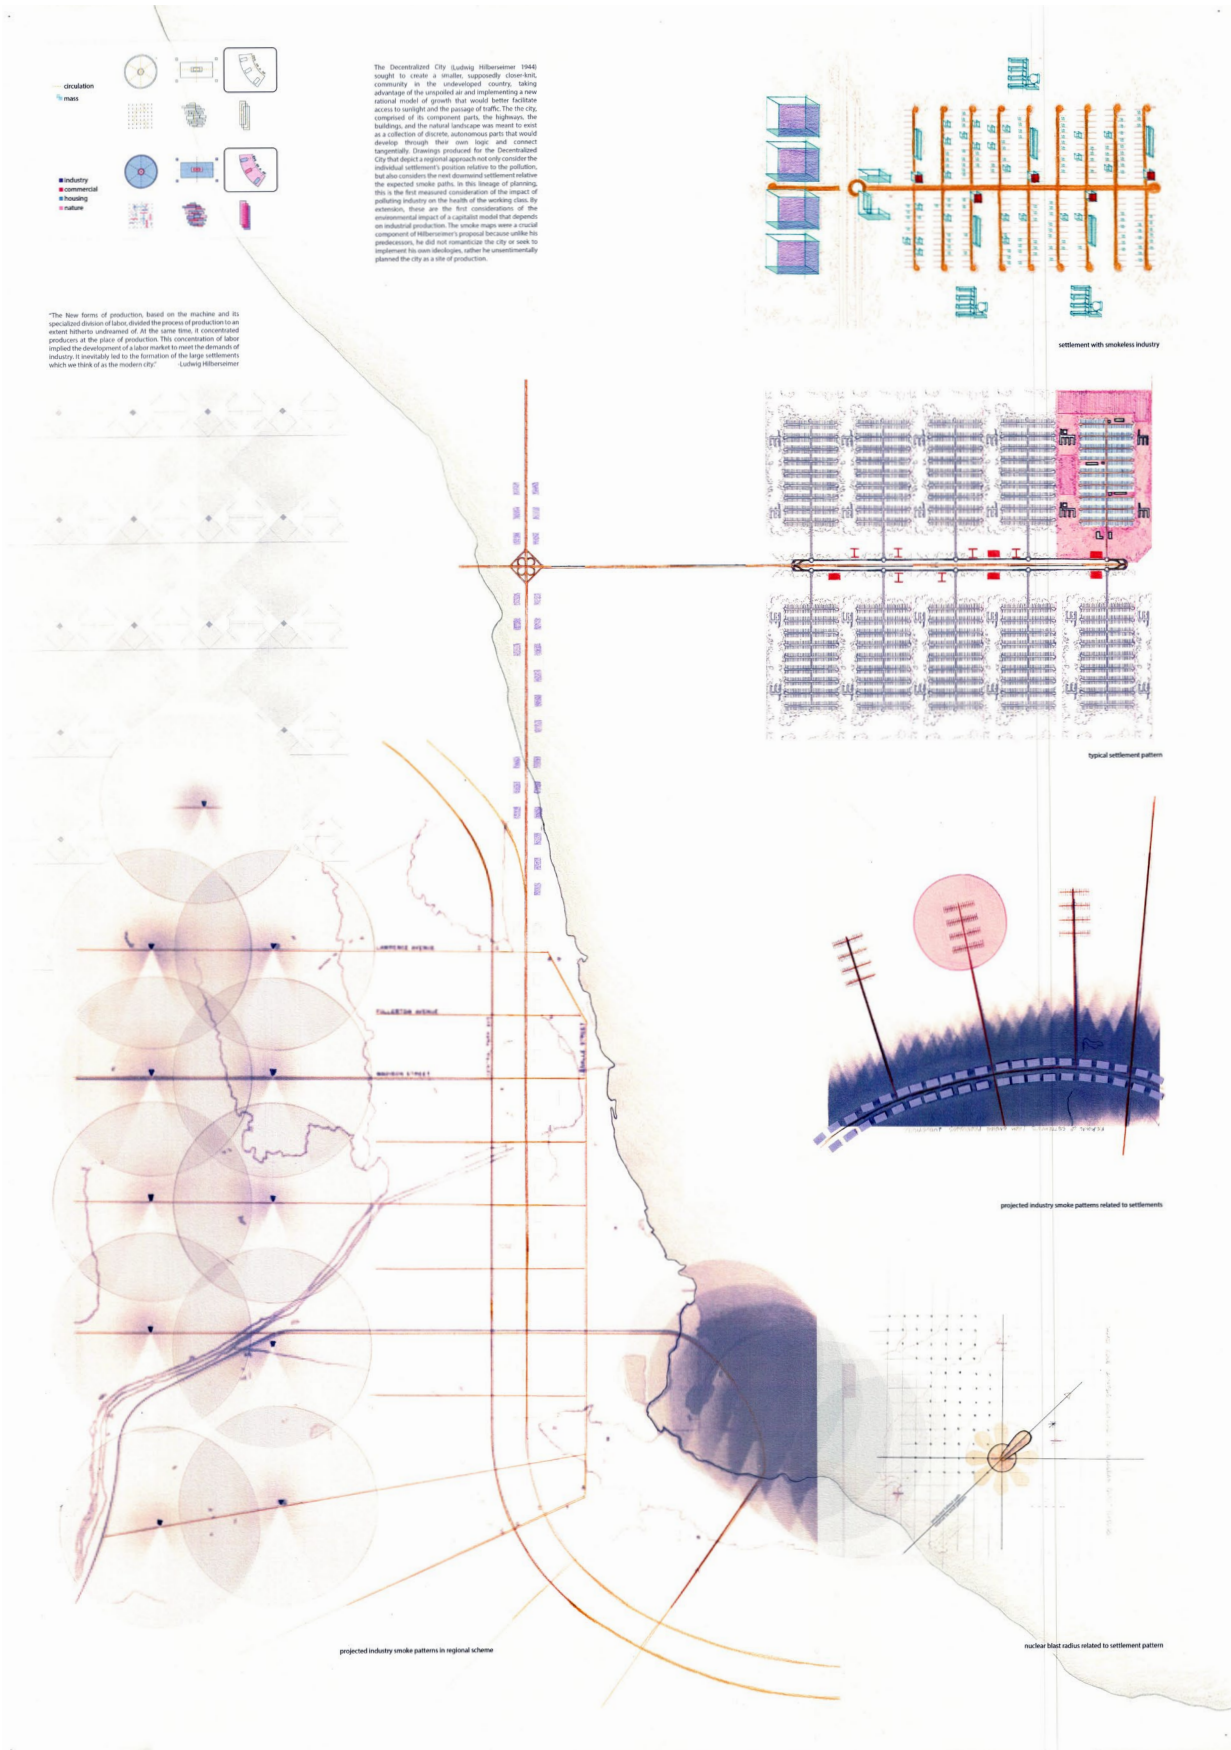 circulation
mass
industry
commercial
housing
nature
The Decentralized City (Ludwig Hilberseimer 1944)
sought to create a smaller, supposedly closer-knit,
community in the undeveloped country, taking
advantage of the unspoiled air and implementing a new
rational model of growth that would better facilitate
access to sunlight and the passage of traffic. The the city,
comprised of its component parts, the highways, the
buildings, and the natural landscape was meant to exist
as a collection of discrete, autonomous parts that would
develop through their own logic and connect
tangentially. Drawings produced for the Decentralized
City that depict a regional approach not only consider the
individual settlement's position relative to the pollution,
but also considers the next downwind settlement relative
the expected smoke paths. In this lineage of planning,
this is the first measured consideration of the impact of
polluting industry on the health of the working class. By
extension, these are the first considerations of the
environmental impact of a capitalist model that depends
on industrial production. The smoke maps were a crucial
component of Hilberseimer's proposal because unlike his
predecessors, he did not romanticize the city or seek to
implement his own ideologies, rather he unsentimentally
planned the city as a site of production.
"The New forms of production, based on the machine and its
specialized division of labor, divided the process of production to an
extent hitherto undreamed of. At the same time, it concentrated
producers at the place of production. This concentration of labor
implied the development of a labor market to meet the demands of
industry. It inevitably led to the formation of the large settlements
which we think of as the modern city." -Ludwig Hilberseimer
settlement with smokeless industry
typical settlement pattern
LAWRENCE AVENUE
FULLERTON AVENUE
MADISON STREET
projected industry smoke patterns related to settlements
projected industry smoke patterns in regional scheme
nuclear blast radius related to settlement pattern